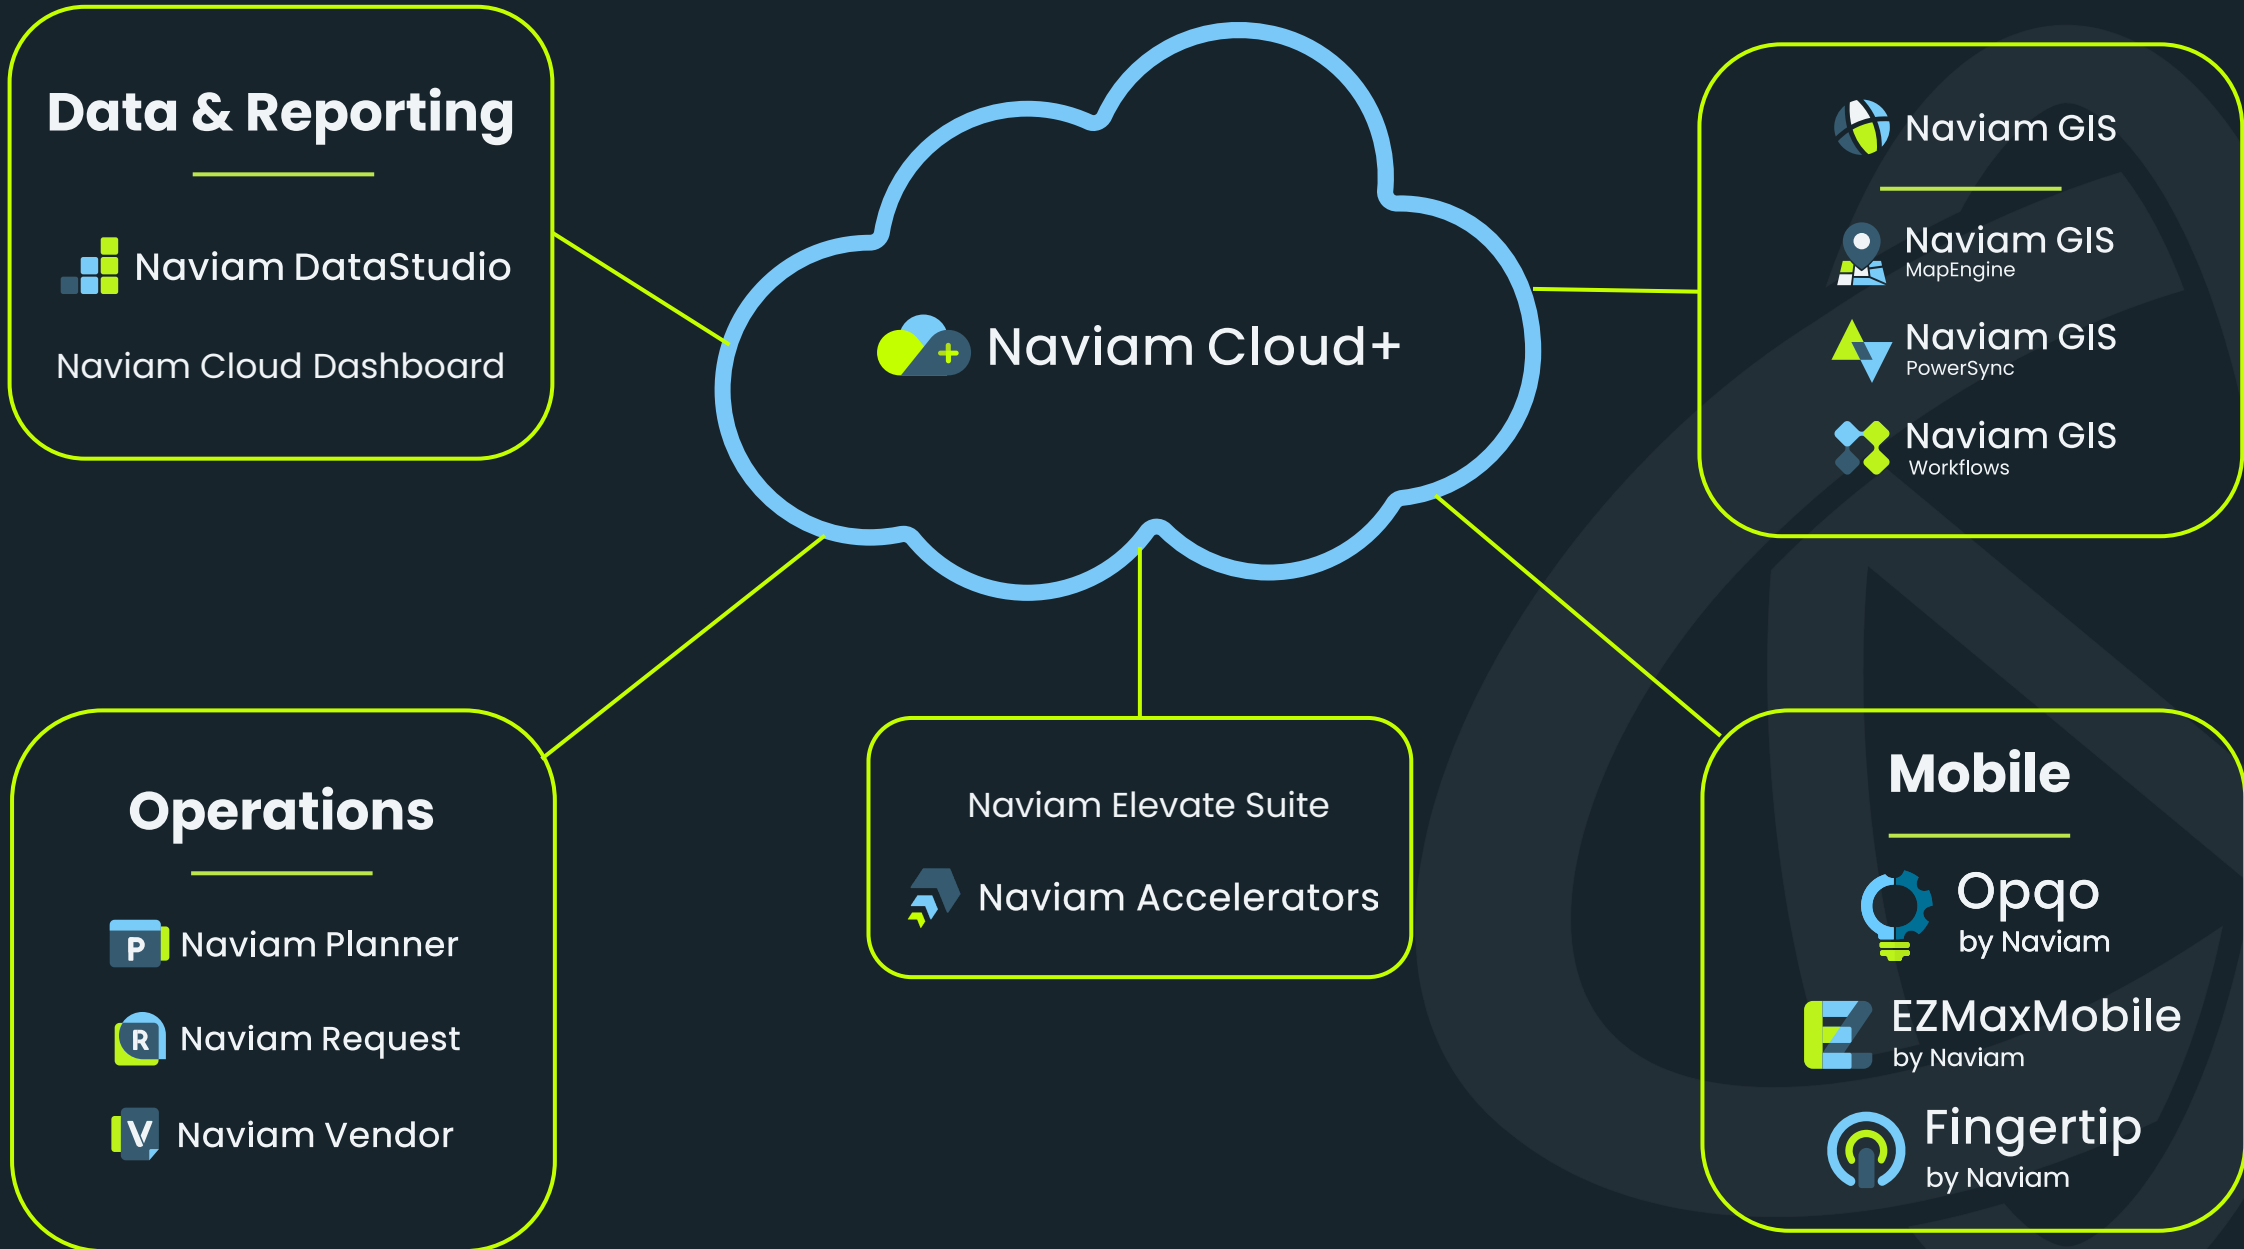 Data & Reporting
Naviam DataStudio
Naviam Cloud Dashboard
Naviam Cloud+
Naviam GIS
Naviam GIS
MapEngine
Naviam GIS
PowerSync
Naviam GIS
Workflows
Operations
P
Naviam Planner
R
Naviam Request
V
Naviam Vendor
Naviam Elevate Suite
Naviam Accelerators
Mobile
Opqo
by Naviam
EZMaxMobile
by Naviam
Fingertip
by Naviam